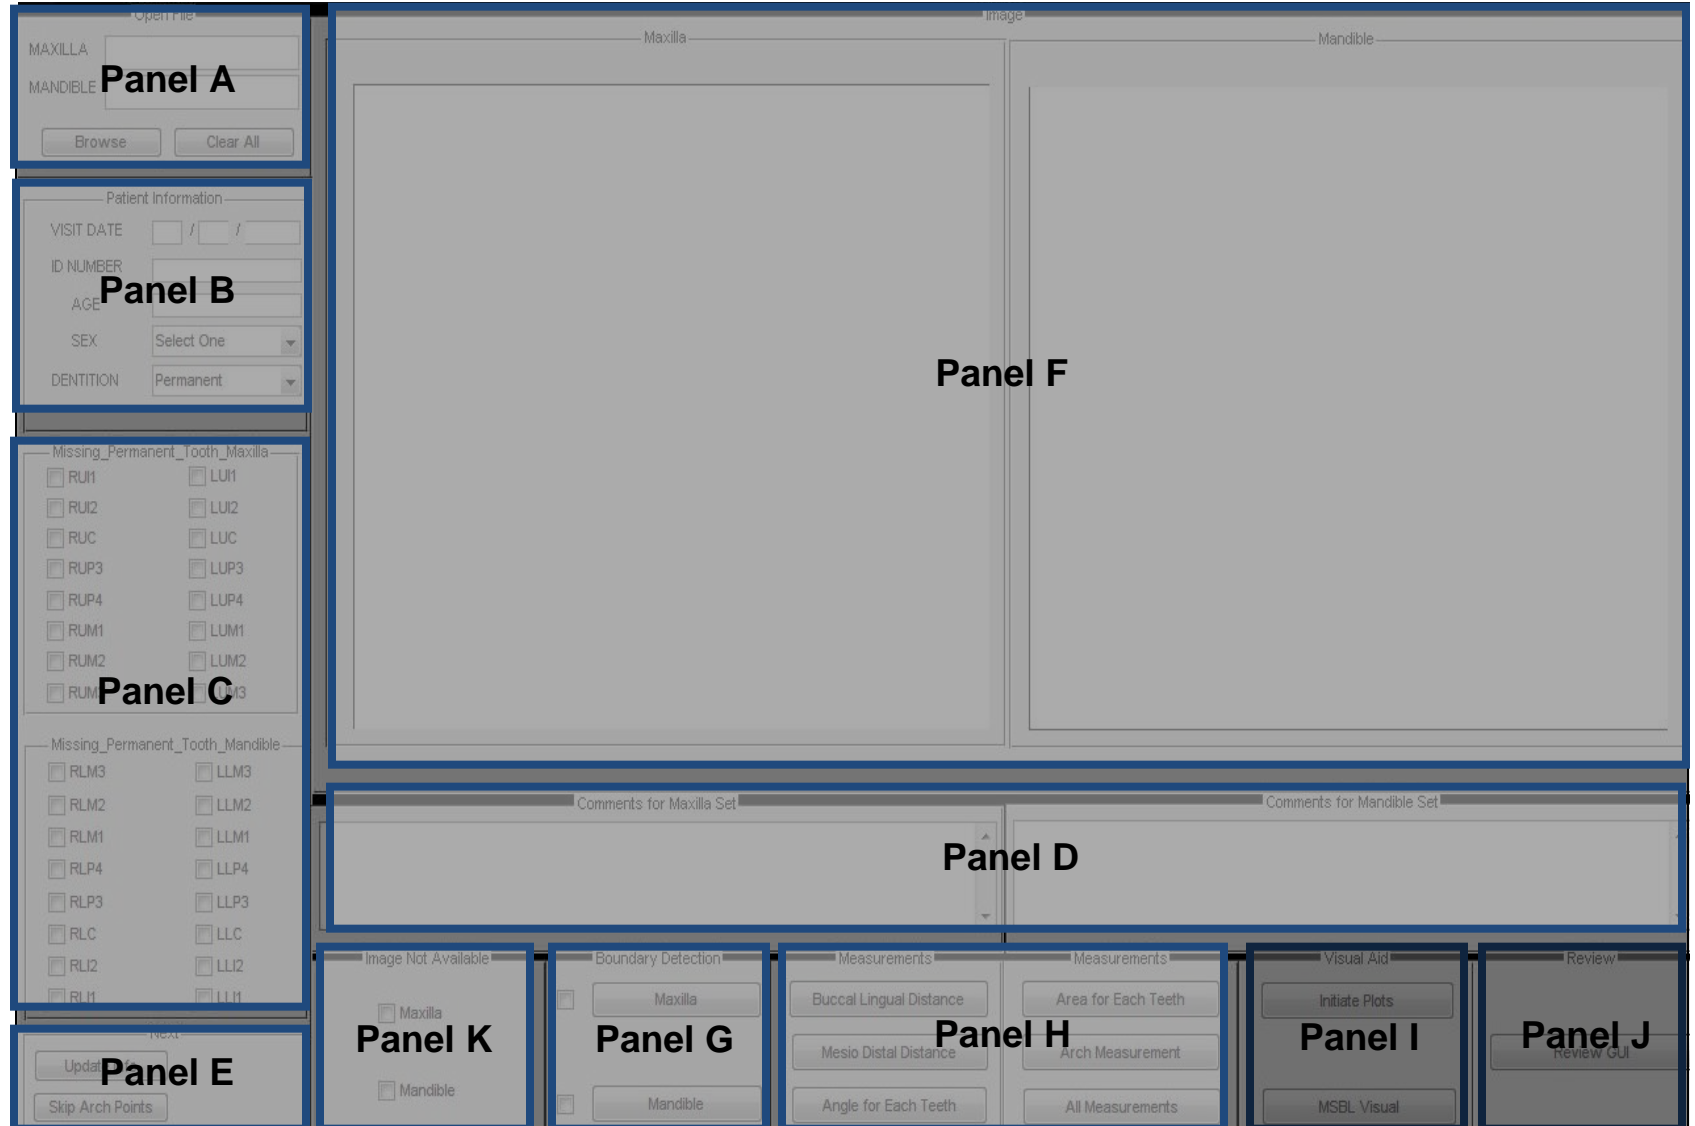 Open File
MAXILLA
MANDIBLE
Panel A
Browse Clear All
Patient Information
VISIT DATE / /
ID NUMBER
Panel B
AGE
SEX Select One
DENTITION Permanent
Missing_Permanent_Tooth_Maxilla
RUI1 LUI1
RUI2 LUI2
RUC LUC
RUP3 LUP3
RUP4 LUP4
RUM1 LUM1
RUM2 LUM2
Panel C
Missing_Permanent_Tooth_Mandible
RLM3 LLM3
RLM2 LLM2
RLM1 LLM1
RLP4 LLP4
RLP3 LLP3
RLC LLC
RLI2 LLI2
RLI1 LLI1
Next
Panel E
Skip Arch Points
Image
Maxilla Mandible
Panel F
Comments for Maxilla Set Comments for Mandible Set
Panel D
Image Not Available
Maxilla
Panel K
Mandible
Boundary Detection
Maxilla
Panel G
Mandible
Measurements Measurements
Buccal Lingual Distance Area for Each Teeth
Panel H
Mesio Distal Distance Arch Measurement
Angle for Each Teeth All Measurements
Visual Aid
Initiate Plots
Panel I
MSBL Visual
Review
Panel J
Review GUI